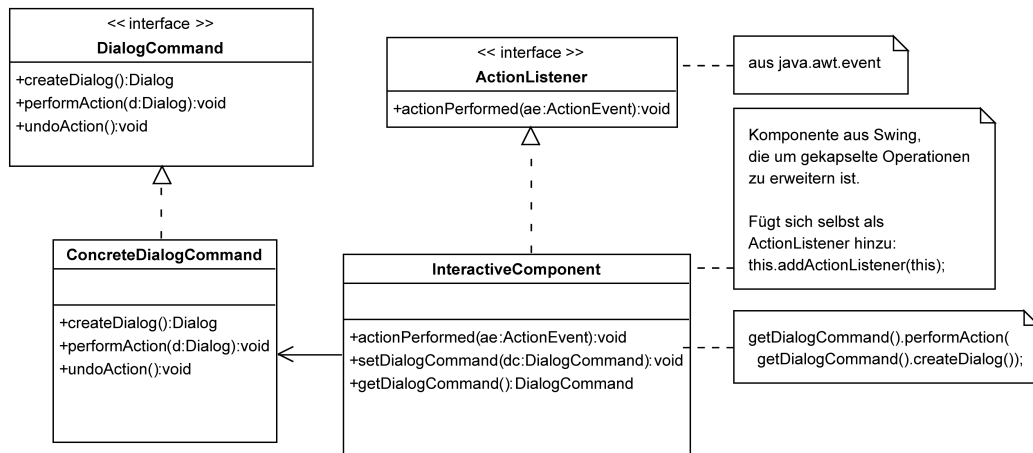 << interface >>
DialogCommand
+createDialog():Dialog
+performAction(d:Dialog):void
+undoAction():void
<< interface >>
ActionListener
+actionPerformed(ae:ActionEvent):void
aus java.awt.event
Komponente aus Swing,
die um gekapselte Operationen
zu erweitern ist.
Fügt sich selbst als
ActionListener hinzu:
this.addActionListener(this);
ConcreteDialogCommand
+createDialog():Dialog
+performAction(d:Dialog):void
+undoAction():void
InteractiveComponent
+actionPerformed(ae:ActionEvent):void
+setDialogCommand(dc:DialogCommand):void
+getDialogCommand():DialogCommand
getDialogCommand().performAction(
getDialogCommand().createDialog());